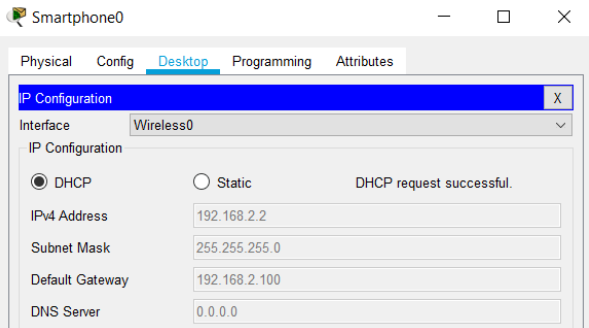 Smartphone0
Physical Config Desktop Programming Attributes
IP Configuration X
Interface Wireless0
IP Configuration
DHCP Static DHCP request successful.
IPv4 Address 192.168.2.2
Subnet Mask 255.255.255.0
Default Gateway 192.168.2.100
DNS Server 0.0.0.0